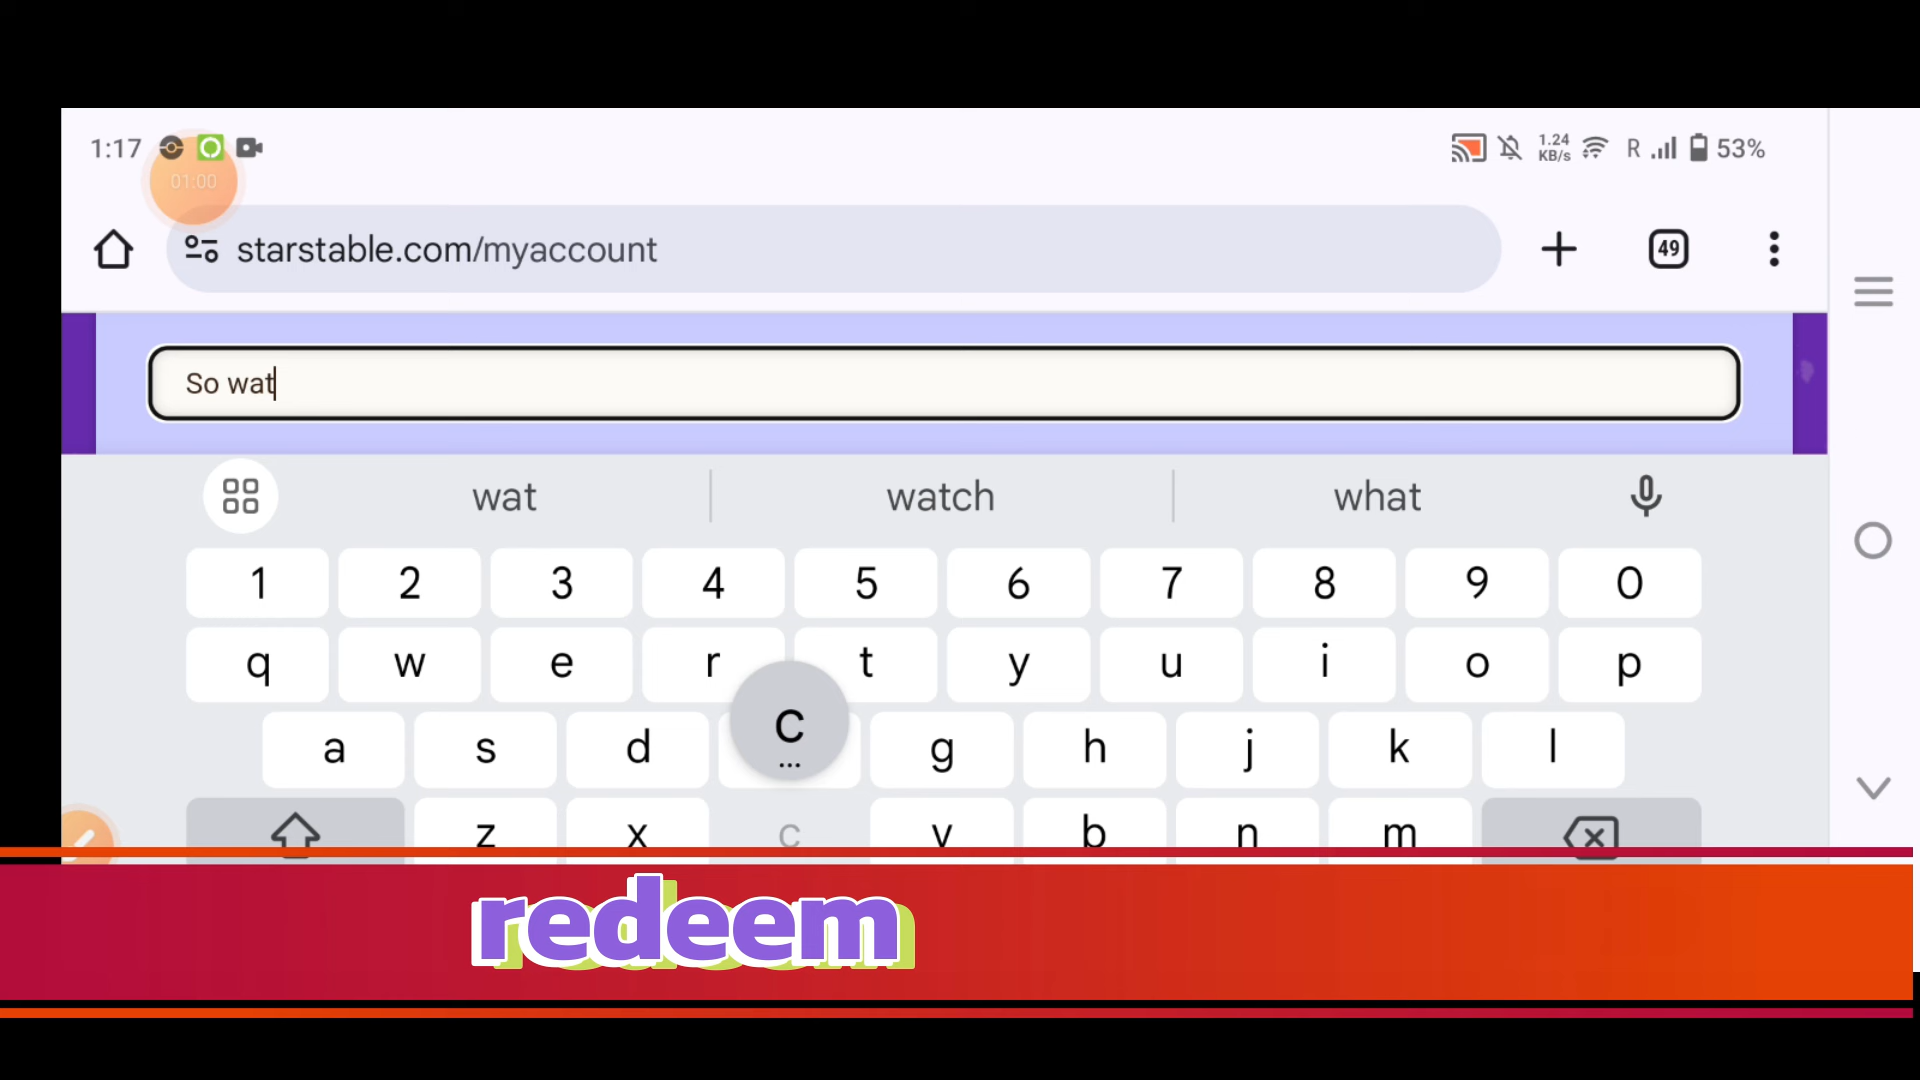 1:17
1.24
KB/s
R
53%
01:00
starstable.com/myaccount
49
So wat
wat
watch
what
1 2 3 4 5 6 7 8 9 0
q w e r t y u i o p
a s d c g h j k l
...
z x c v b n m
redeem